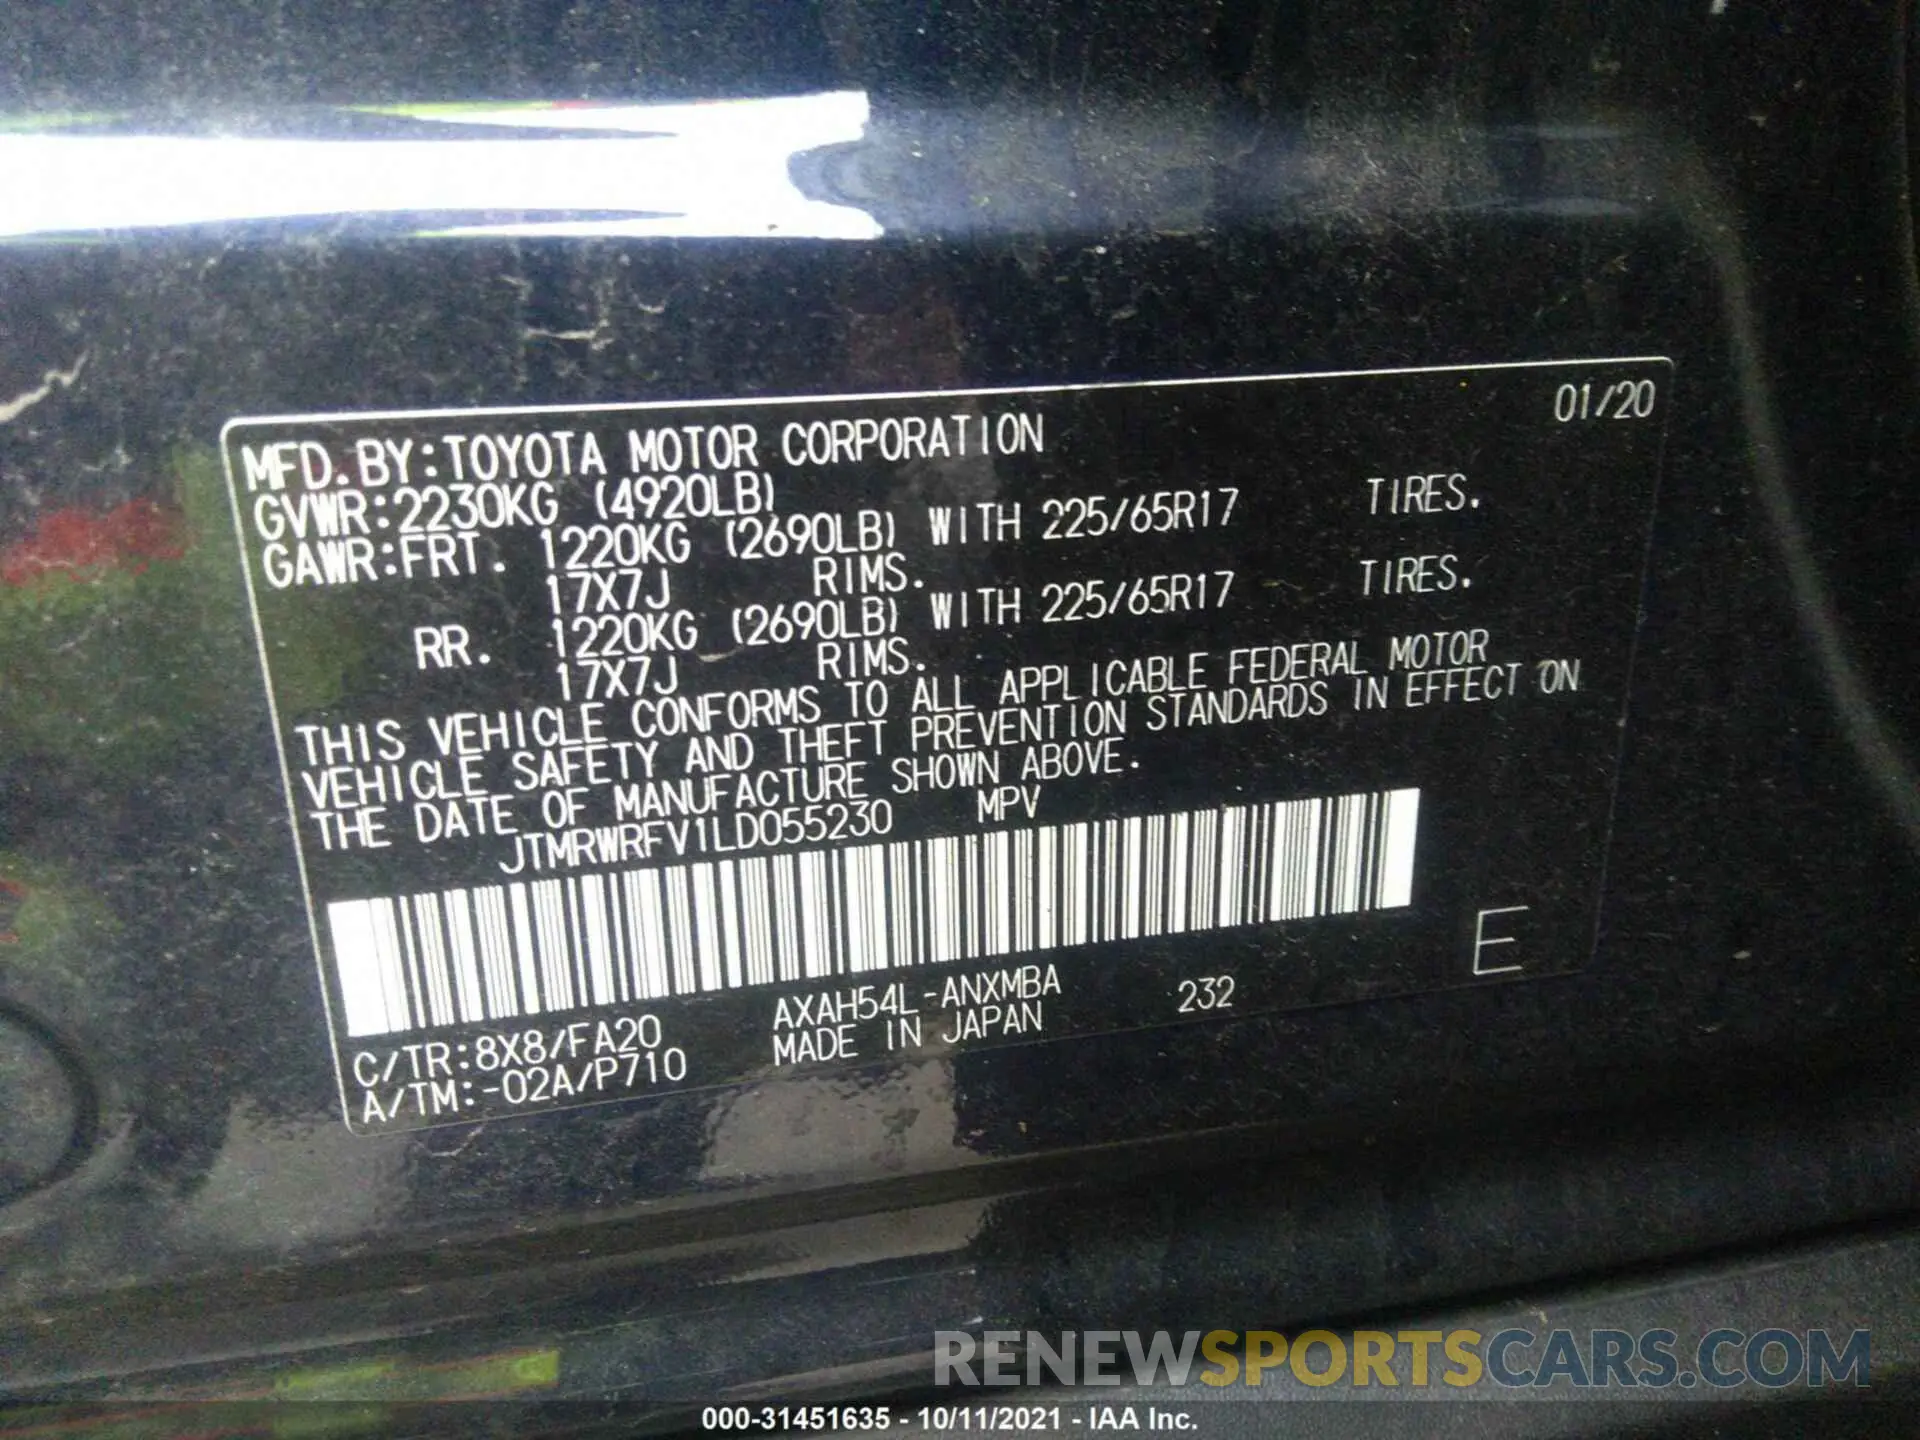 01/20
MFD.BY:TOYOTA MOTOR CORPORATION
GVWR:2230KG (4920LB)
GAWR:FRT. 1220KG (2690LB) WITH 225/65R17 TIRES.
17X7J RIMS.
RR. 1220KG (2690LB) WITH 225/65R17 TIRES.
17X7J RIMS.
THIS VEHICLE CONFORMS TO ALL APPLICABLE FEDERAL MOTOR
VEHICLE SAFETY AND THEFT PREVENTION STANDARDS IN EFFECT ON
THE DATE OF MANUFACTURE SHOWN ABOVE.
JTMRWRFV1LD055230 MPV
E
C/TR:8X8/FA20 AXAH54L-ANXMBA 232
A/TM:-02A/P710 MADE IN JAPAN
RENEWSPORTSCARS.COM
000-31451635 - 10/11/2021 - IAA Inc.